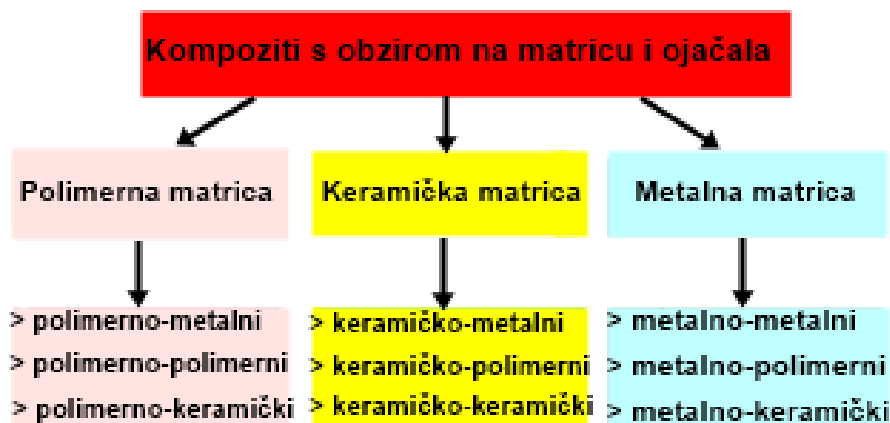 Kompoziti s obzirom na matricu i ojačala
Polimerna matrica
Keramička matrica
Metalna matrica
> polimerno-metalni
> polimerno-polimerni
> polimerno-keramički
> keramičko-metalni
> keramičko-polimerni
> keramičko-keramički
> metalno-metalni
> metalno-polimerni
> metalno-keramički